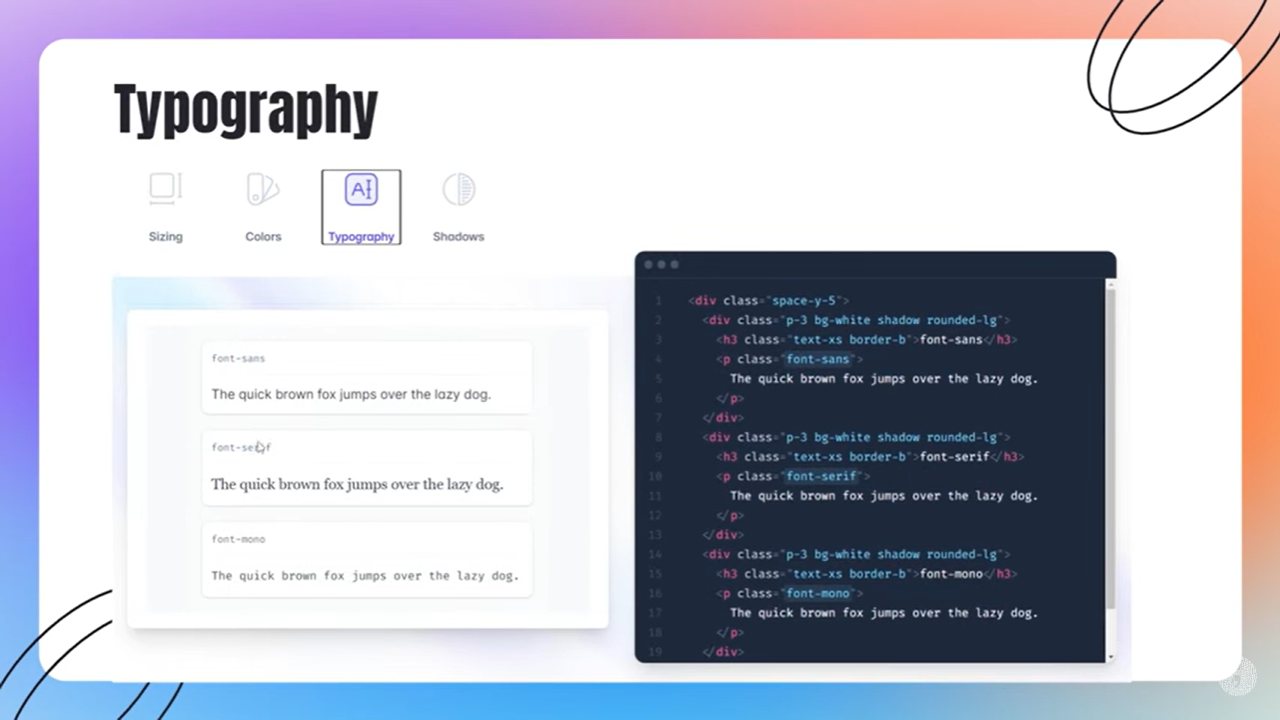 Typography
AI
Sizing
Colors
Typography
Shadows
font-sans
The quick brown fox jumps over the lazy dog.
font-serif
The quick brown fox jumps over the lazy dog.
font-mono
The quick brown fox jumps over the lazy dog.
1 <div class="space-y-5">
2 <div class="p-3 bg-white shadow rounded-lg">
3 <h3 class="text-xs border-b">font-sans</h3>
4 <p class="font-sans">
5 The quick brown fox jumps over the lazy dog.
6 </p>
7 </div>
8 <div class="p-3 bg-white shadow rounded-lg">
9 <h3 class="text-xs border-b">font-serif</h3>
10 <p class="font-serif">
11 The quick brown fox jumps over the lazy dog.
12 </p>
13 </div>
14 <div class="p-3 bg-white shadow rounded-lg">
15 <h3 class="text-xs border-b">font-mono</h3>
16 <p class="font-mono">
17 The quick brown fox jumps over the lazy dog.
18 </p>
19 </div>